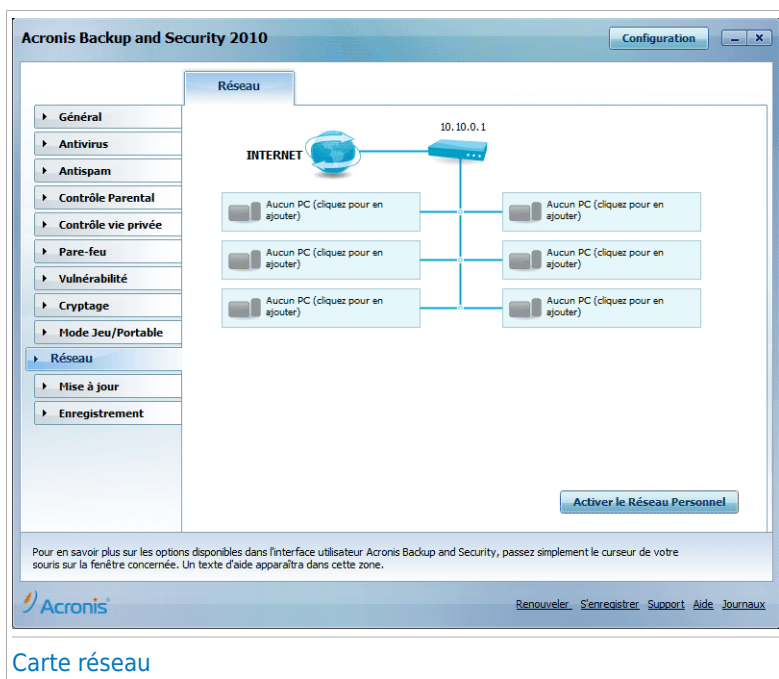 Acronis Backup and Security 2010
Configuration
Réseau
Général
Antivirus
Antispam
Contrôle Parental
Contrôle vie privée
Pare-feu
Vulnérabilité
Cryptage
Mode Jeu/Portable
Réseau
Mise à jour
Enregistrement
10.10.0.1
INTERNET
Aucun PC (cliquez pour en
ajouter)
Aucun PC (cliquez pour en
ajouter)
Aucun PC (cliquez pour en
ajouter)
Aucun PC (cliquez pour en
ajouter)
Aucun PC (cliquez pour en
ajouter)
Aucun PC (cliquez pour en
ajouter)
Activer le Réseau Personnel
Pour en savoir plus sur les options disponibles dans l'interface utilisateur Acronis Backup and Security, passez simplement le curseur de votre
souris sur la fenêtre concernée. Un texte d'aide apparaîtra dans cette zone.
Acronis
Renouveler S'enregistrer Support Aide Journaux
Carte réseau